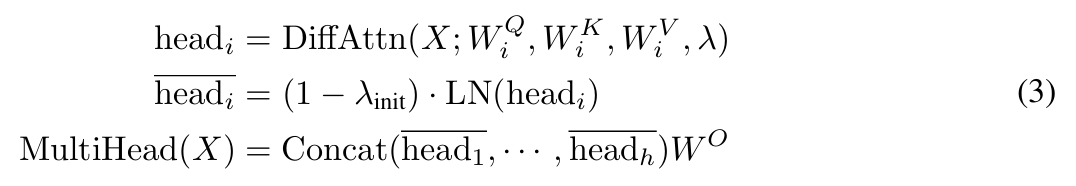 head_i = DiffAttn(X; W_i^Q, W_i^K, W_i^V, λ)
\overline{head_i} = (1 − λ_init) · LN(head_i) (3)
MultiHead(X) = Concat(\overline{head_1}, ⋯ , \overline{head_h})W^O